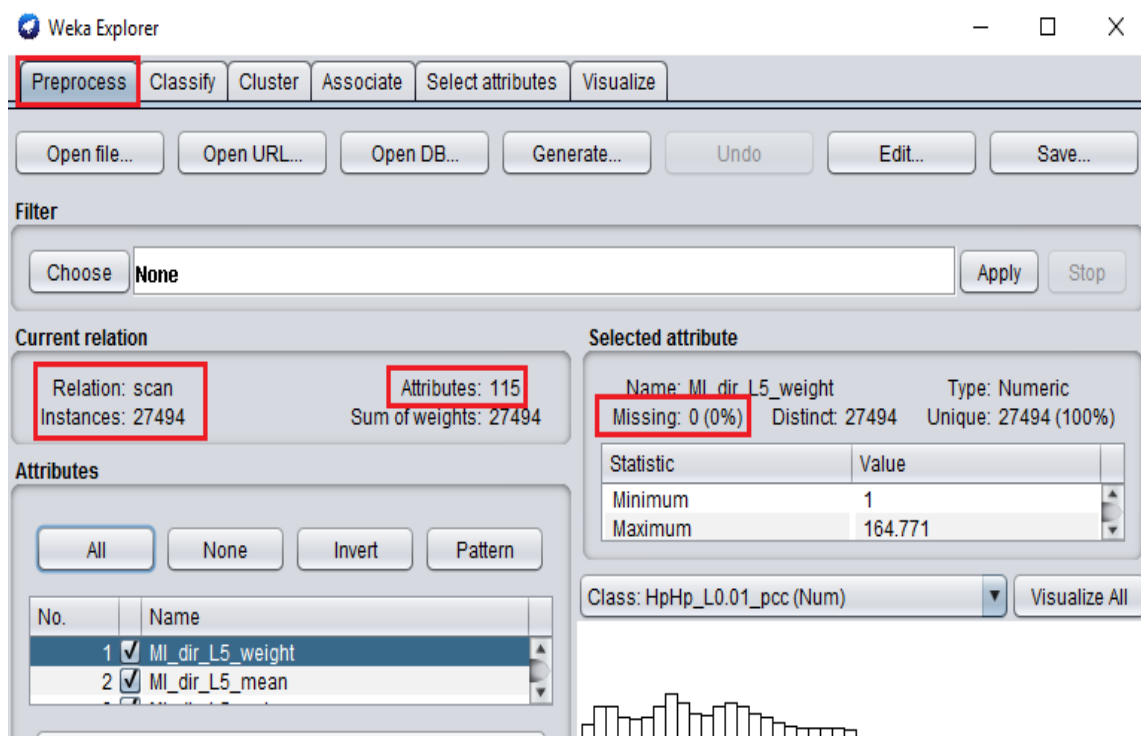 Weka Explorer
Preprocess Classify Cluster Associate Select attributes Visualize
Open file... Open URL... Open DB... Generate... Undo Edit... Save...
Filter
Choose None Apply Stop
Current relation
Relation: scan Attributes: 115
Instances: 27494 Sum of weights: 27494
Selected attribute
Name: MI_dir_L5_weight Type: Numeric
Missing: 0 (0%) Distinct: 27494 Unique: 27494 (100%)
Statistic Value
Minimum 1
Maximum 164.771
Attributes
All None Invert Pattern
No. Name
1 MI_dir_L5_weight
2 MI_dir_L5_mean
Class: HpHp_L0.01_pcc (Num) Visualize All